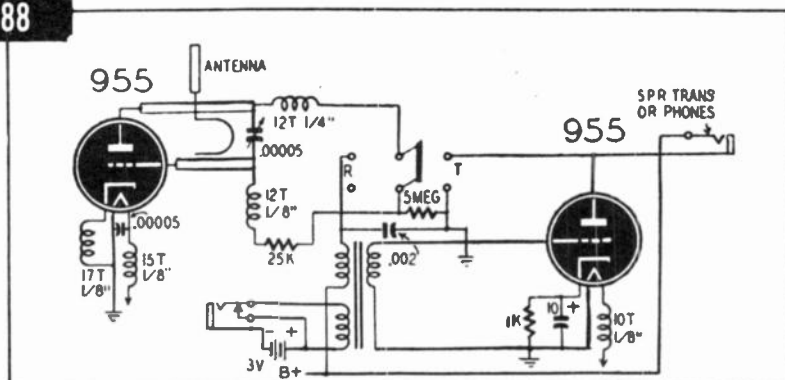 88
955
ANTENNA
12T 1/4"
.00005
12T
1/8"
25K
.00005
17T
1/8"
15T
1/8"
R
T
5MEG
.002
955
SPR TRANS
OR PHONES
1K
10 +
10T
1/8"
- +
3V
B+